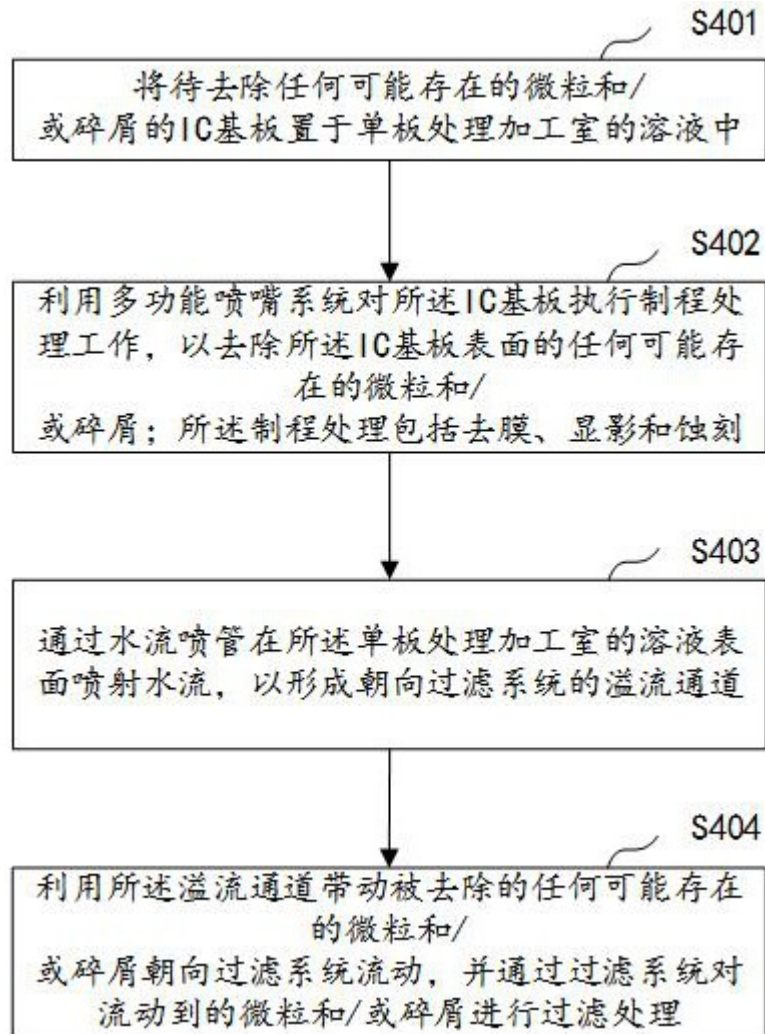 S401
将待去除任何可能存在的微粒和/
或碎屑的IC基板置于单板处理加工室的溶液中
S402
利用多功能喷嘴系统对所述IC基板执行制程处
理工作，以去除所述IC基板表面的任何可能存
在的微粒和/
或碎屑；所述制程处理包括去膜、显影和蚀刻
S403
通过水流喷管在所述单板处理加工室的溶液表
面喷射水流，以形成朝向过滤系统的溢流通道
S404
利用所述溢流通道带动被去除的任何可能存在
的微粒和/
或碎屑朝向过滤系统流动，并通过过滤系统对
流动到的微粒和/或碎屑进行过滤处理